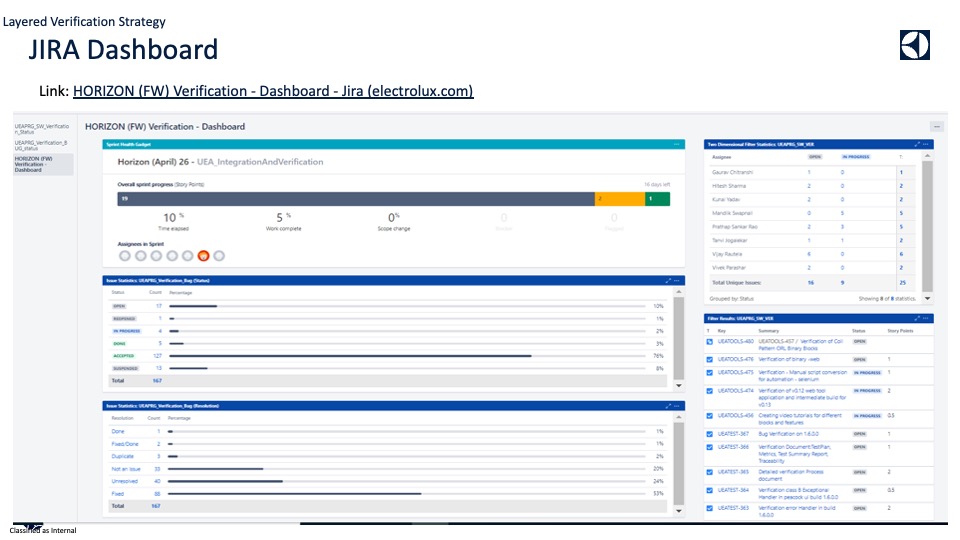 Layered Verification Strategy
JIRA Dashboard
Link: HORIZON (FW) Verification - Dashboard - Jira (electrolux.com)
UEAPRG_SW_Verificatio
n_Status
UEAPRG_Verification_B
UG_status
HORIZON (FW)
Verification -
Dashboard
HORIZON (FW) Verification - Dashboard
Sprint Health Gadget
Horizon (April) 26 - UEA_IntegrationAndVerification
Overall sprint progress (Story Points)
16 days left
2
1
10 %
Time elapsed
5 %
Work complete
0%
Scope change
0
0
Assignees in Sprint
Issue Statistics: UEAPRG_Verification_Bug (Status)
Status Count Percentage
OPEN 17 10%
REOPENED 1 1%
IN PROGRESS 4 2%
DONE 5 3%
ACCEPTED 127 76%
SUSPENDED 13 8%
Total 167
Issue Statistics: UEAPRG_Verification_Bug (Resolution)
Resolution Count Percentage
Done 1 1%
Fixed/Done 2 1%
Duplicate 3 2%
Not an issue 33 20%
Unresolved 40 24%
Fixed 88 53%
Total 167
Two Dimensional Filter Statistics: UEAPRG_SW_VER
Assignee OPEN IN PROGRESS
Gaurav Chitranshi 1 0 1
Hitesh Sharma 2 0 2
Kunal Yadav 2 0 2
Mandlik Swapnali 0 5 5
Prathap Sankar Rao 2 3 5
Tanvi Jogalekar 1 1 2
Vijay Rautela 6 0 6
Vivek Parashar 2 0 2
Total Unique Issues: 16 9 25
Grouped by: Status Showing 8 of 8 statistics.
Filter Results: UEAPRG_SW_VER
T Key Summary Status Story Points
UEATOOLS-480 UEATOOLS-457 / Verification of Coil OPEN
Pattern ORL Binary Blocks
UEATOOLS-476 Verification of binary -web OPEN 1
UEATOOLS-475 Verification - Manual script conversion IN PROGRESS 1
for automation - selenium
UEATOOLS-474 Verification of v0.12 web tool IN PROGRESS 2
application and intermediate build for
v0.13
Creating video tutorials for different IN PROGRESS 0.5
blocks and features
UEATEST-367 Bug Verification on 1.6.0.0 OPEN 1
UEATEST-366 Verification Document:TestPlan, OPEN 1
Metrics, Test Summary Report,
Traceability
UEATEST-365 Detailed verification Process OPEN 2
document
UEATEST-364 Verification class B Exceptional OPEN 0.5
Handler in peacock ui build 1.6.0.0
UEATEST-363 Verification error Handler in build OPEN 2
1.6.0.0
Classified as Internal